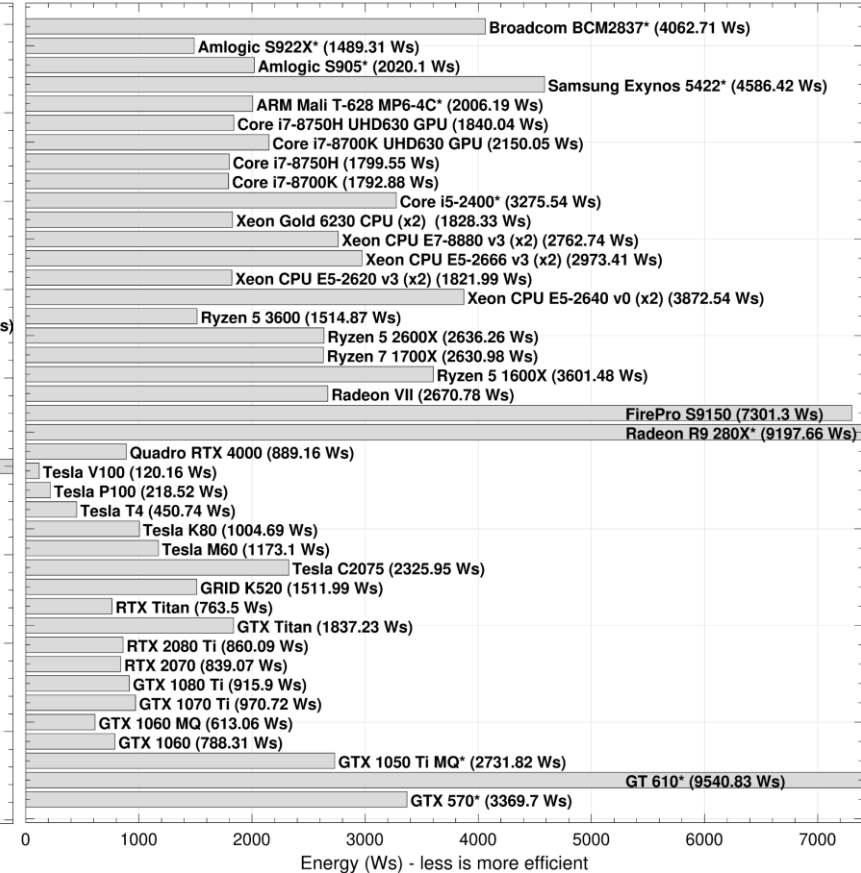 Broadcom BCM2837* (4062.71 Ws)
Amlogic S922X* (1489.31 Ws)
Amlogic S905* (2020.1 Ws)
Samsung Exynos 5422* (4586.42 Ws)
ARM Mali T-628 MP6-4C* (2006.19 Ws)
Core i7-8750H UHD630 GPU (1840.04 Ws)
Core i7-8700K UHD630 GPU (2150.05 Ws)
Core i7-8750H (1799.55 Ws)
Core i7-8700K (1792.88 Ws)
Core i5-2400* (3275.54 Ws)
Xeon Gold 6230 CPU (x2) (1828.33 Ws)
Xeon CPU E7-8880 v3 (x2) (2762.74 Ws)
Xeon CPU E5-2666 v3 (x2) (2973.41 Ws)
Xeon CPU E5-2620 v3 (x2) (1821.99 Ws)
Xeon CPU E5-2640 v0 (x2) (3872.54 Ws)
s)
Ryzen 5 3600 (1514.87 Ws)
Ryzen 5 2600X (2636.26 Ws)
Ryzen 7 1700X (2630.98 Ws)
Ryzen 5 1600X (3601.48 Ws)
Radeon VII (2670.78 Ws)
FirePro S9150 (7301.3 Ws)
Radeon R9 280X* (9197.66 Ws)
Quadro RTX 4000 (889.16 Ws)
Tesla V100 (120.16 Ws)
Tesla P100 (218.52 Ws)
Tesla T4 (450.74 Ws)
Tesla K80 (1004.69 Ws)
Tesla M60 (1173.1 Ws)
Tesla C2075 (2325.95 Ws)
GRID K520 (1511.99 Ws)
RTX Titan (763.5 Ws)
GTX Titan (1837.23 Ws)
RTX 2080 Ti (860.09 Ws)
RTX 2070 (839.07 Ws)
GTX 1080 Ti (915.9 Ws)
GTX 1070 Ti (970.72 Ws)
GTX 1060 MQ (613.06 Ws)
GTX 1060 (788.31 Ws)
GTX 1050 Ti MQ* (2731.82 Ws)
GT 610* (9540.83 Ws)
GTX 570* (3369.7 Ws)
0 1000 2000 3000 4000 5000 6000 7000
Energy (Ws) - less is more efficient